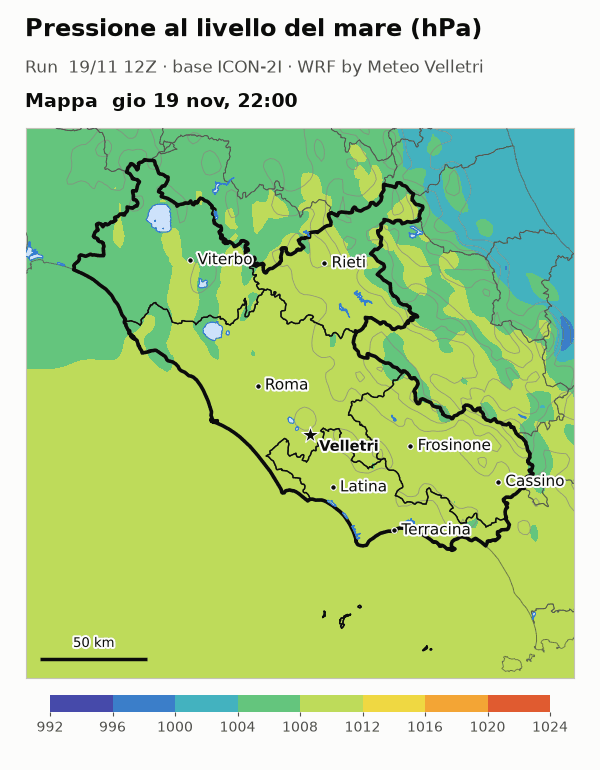 Pressione al livello del mare (hPa)
Run  19/11 12Z · base ICON-2I · WRF by Meteo Velletri
Mappa  gio 19 nov, 22:00
Viterbo
Rieti
Roma
Velletri
Frosinone
Latina
Cassino
Terracina
50 km
992 996 1000 1004 1008 1012 1016 1020 1024